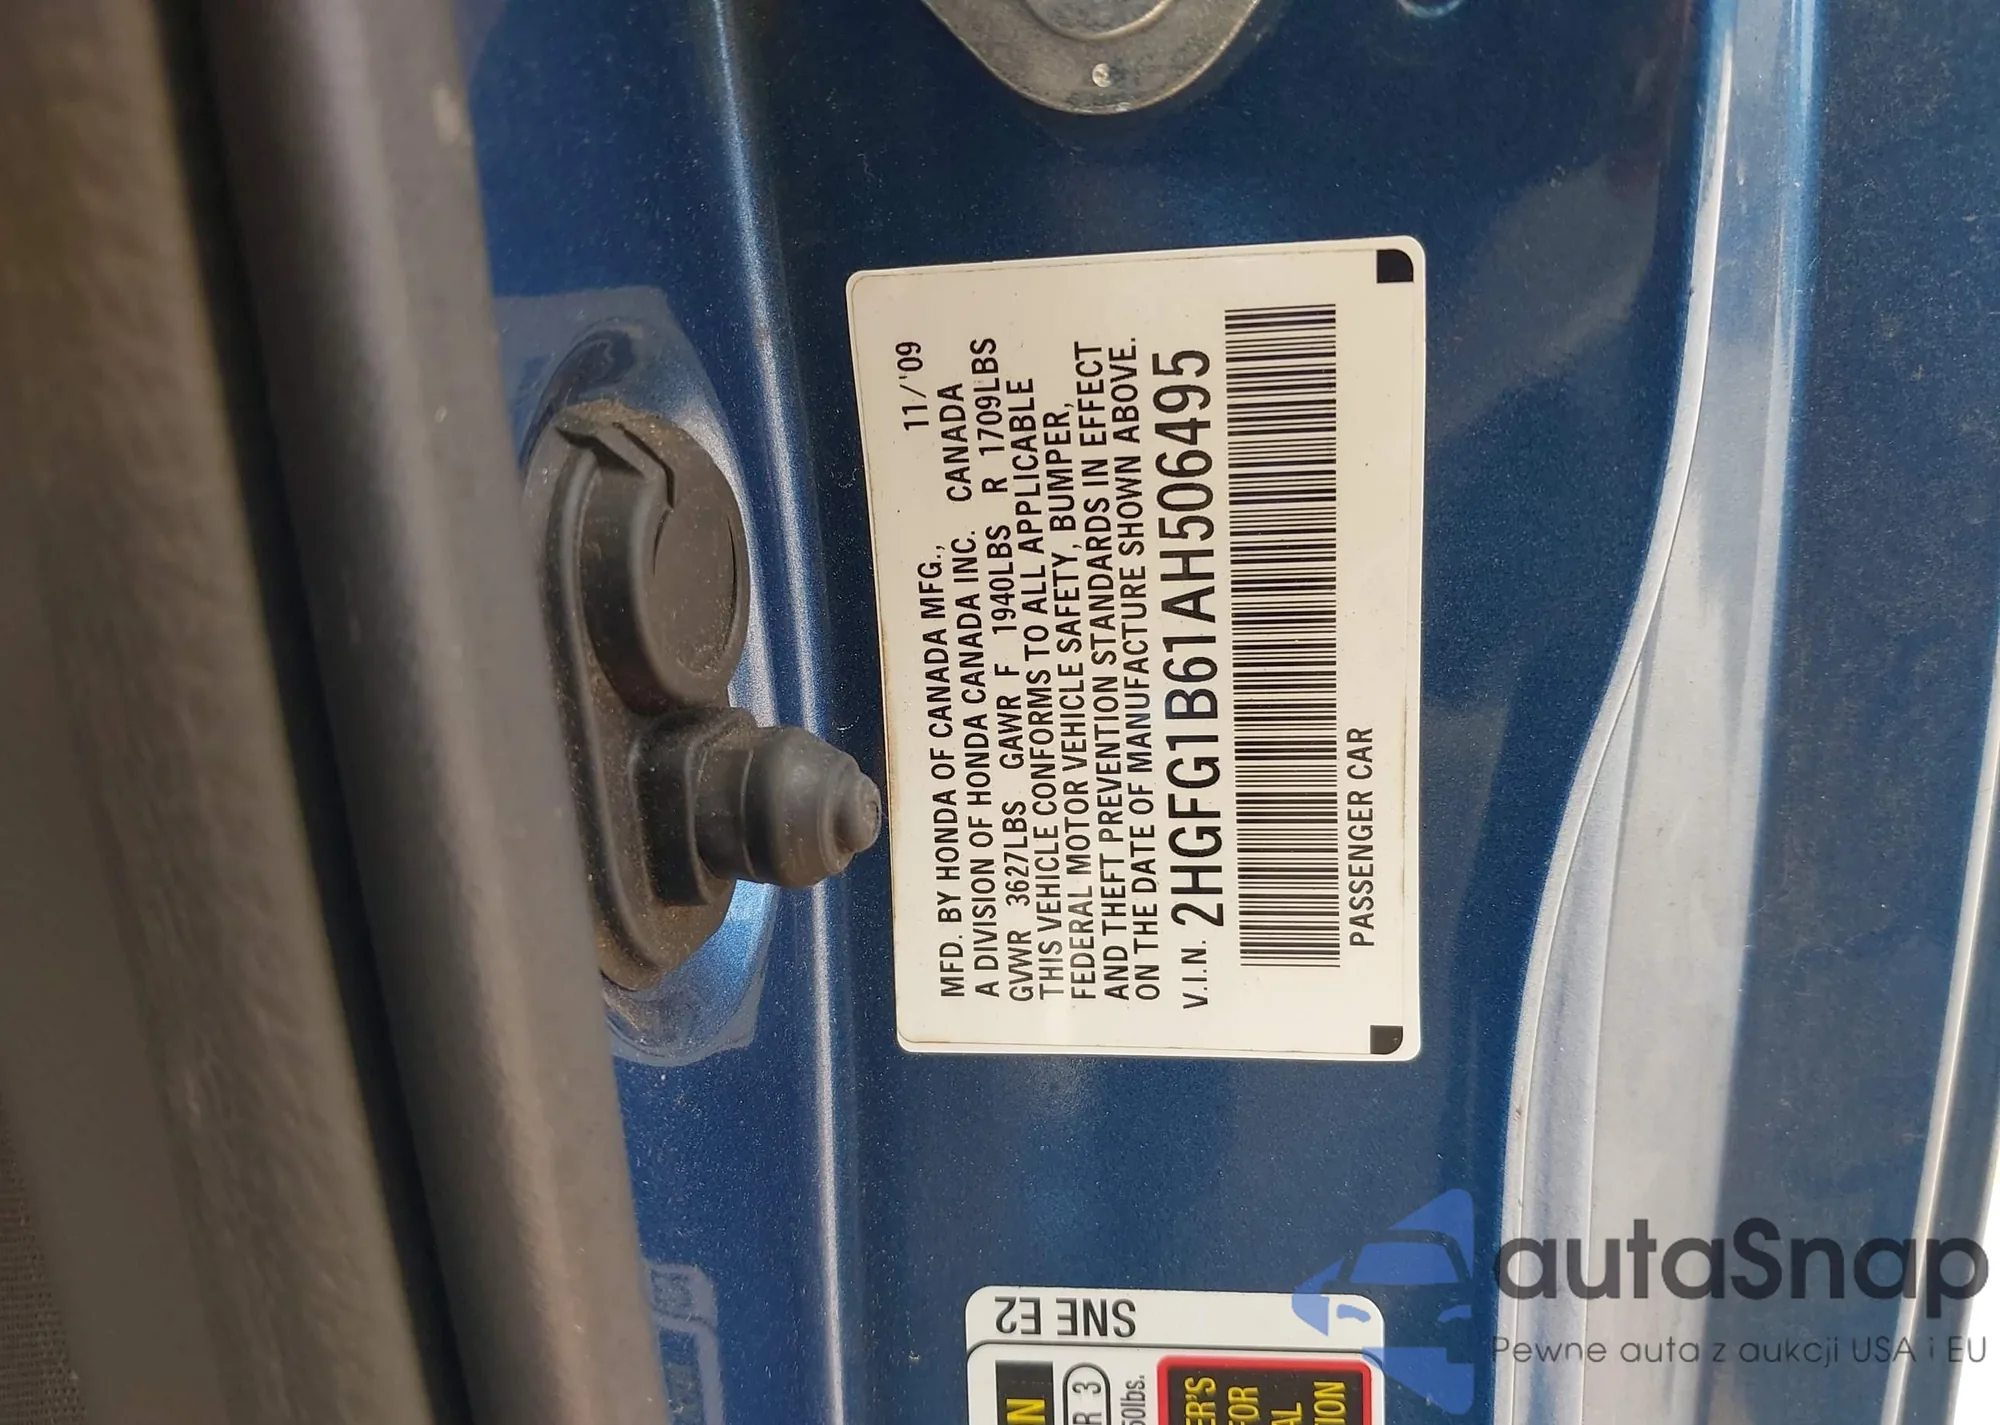 MFD. BY HONDA OF CANADA MFG., 11/'09
A DIVISION OF HONDA CANADA INC. CANADA
GVWR 3627LBS GAWR F 1940LBS R 1709LBS
THIS VEHICLE CONFORMS TO ALL APPLICABLE
FEDERAL MOTOR VEHICLE SAFETY, BUMPER,
AND THEFT PREVENTION STANDARDS IN EFFECT
ON THE DATE OF MANUFACTURE SHOWN ABOVE.
V.I.N. 2HGFG1B61AH506495
PASSENGER CAR
SNE E2
R 3
FOR
autaSnap
Pewne auta z aukcji USA i EU